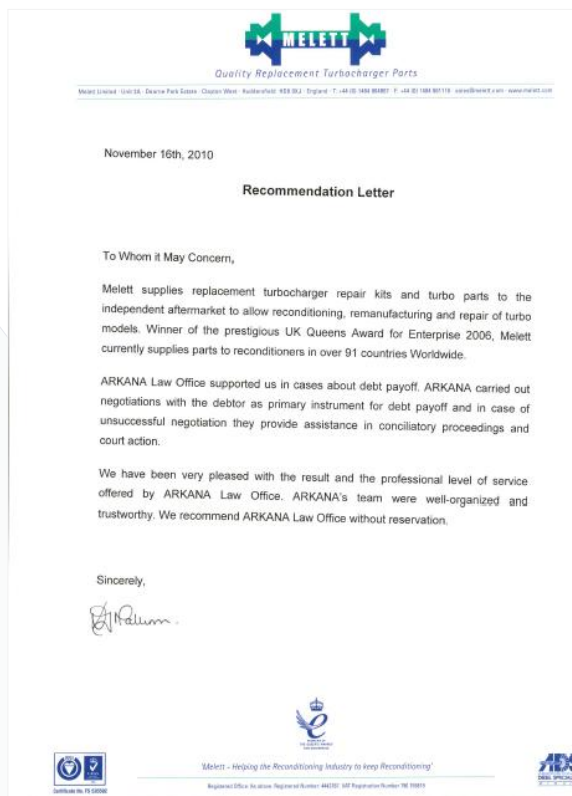 MELETT
Quality Replacement Turbocharger Parts
November 16th, 2010
Recommendation Letter
To Whom it May Concern,
Melett supplies replacement turbocharger repair kits and turbo parts to the
independent aftermarket to allow reconditioning, remanufacturing and repair of turbo
models. Winner of the prestigious UK Queens Award for Enterprise 2006, Melett
currently supplies parts to reconditioners in over 91 countries Worldwide.
ARKANA Law Office supported us in cases about debt payoff. ARKANA carried out
negotiations with the debtor as primary instrument for debt payoff and in case of
unsuccessful negotiation they provide assistance in conciliatory proceedings and
court action.
We have been very pleased with the result and the professional level of service
offered by ARKANA Law Office. ARKANA's team were well-organized and
trustworthy. We recommend ARKANA Law Office without reservation.
Sincerely,
'Melett – Helping the Reconditioning Industry to keep Reconditioning'